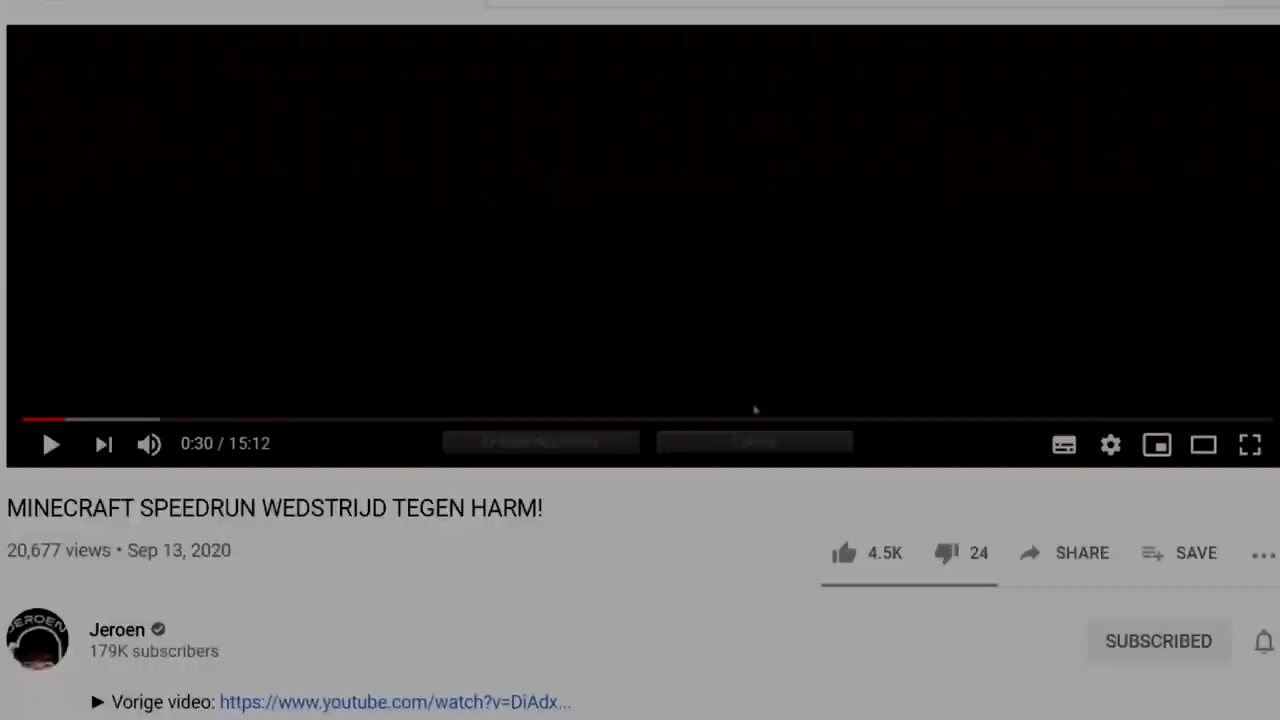 0:30 / 15:12
MINECRAFT SPEEDRUN WEDSTRIJD TEGEN HARM!
20,677 views • Sep 13, 2020
4.5K
24
SHARE
SAVE
JEROEN
Jeroen
179K subscribers
SUBSCRIBED
► Vorige video: https://www.youtube.com/watch?v=DiAdx...